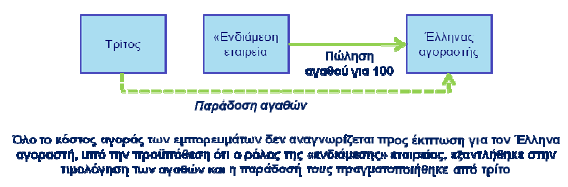 Τρίτος
«Ενδιάμεση
εταιρεία
Έλληνας
αγοραστής
Πώληση
αγαθού για 100
Παράδοση αγαθών
Όλο το κόστος αγοράς των εμπορευμάτων δεν αναγνωρίζεται προς έκπτωση για τον Έλληνα
αγοραστή, υπό την προϋπόθεση ότι ο ρόλος της «ενδιάμεσης» εταιρείας, εξαντλήθηκε στην
τιμολόγηση των αγαθών και η παράδοσή τους πραγματοποιήθηκε από τρίτο